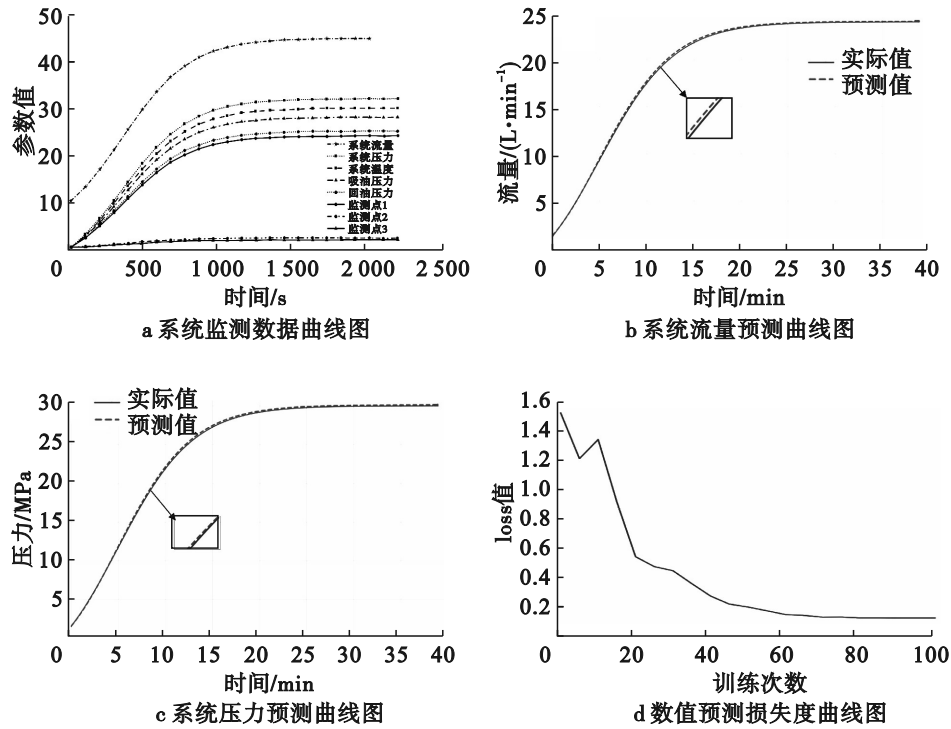 50
40
30
20
10
0
500
1 000
1 500
2 000
2 500
参数值
系统流量
系统压力
系统温度
吸油压力
回油压力
监测点1
监测点2
监测点3
时间/s
a 系统监测数据曲线图
25
20
15
10
5
0
5
10
15
20
25
30
35
40
流量/(L·min⁻¹)
实际值
预测值
时间/min
b 系统流量预测曲线图
30
25
20
15
10
5
0
5
10
15
20
25
30
35
40
压力/MPa
实际值
预测值
时间/min
c 系统压力预测曲线图
1.6
1.4
1.2
1.0
0.8
0.6
0.4
0.2
0
20
40
60
80
100
loss值
训练次数
d 数值预测损失度曲线图